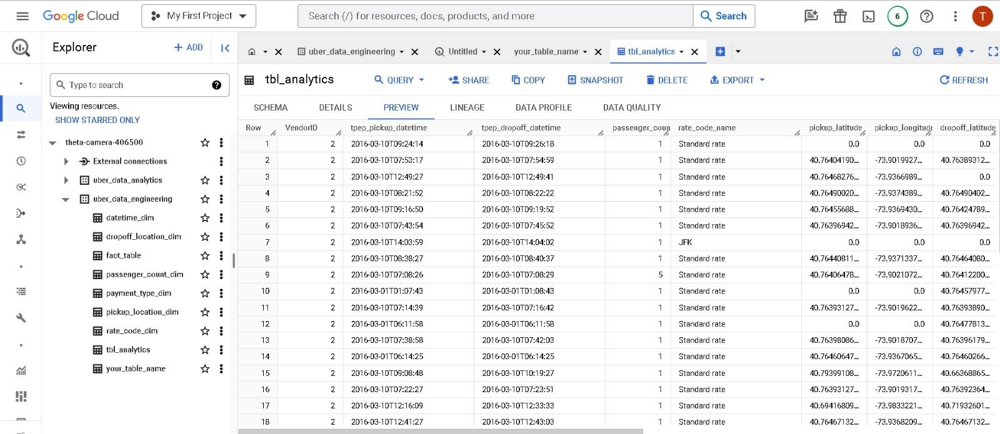 Google Cloud My First Project Search (/) for resources, docs, products, and more Search 6 T
Explorer + ADD
Type to search
Viewing resources.
SHOW STARRED ONLY
theta-camera-406500
External connections
uber_data_analytics
uber_data_engineering
datetime_dim
dropoff_location_dim
fact_table
passenger_count_dim
payment_type_dim
pickup_location_dim
rate_code_dim
tbl_analytics
your_table_name
uber_data_engineering Untitled your_table_name tbl_analytics
tbl_analytics QUERY SHARE COPY SNAPSHOT DELETE EXPORT REFRESH
SCHEMA DETAILS PREVIEW LINEAGE DATA PROFILE DATA QUALITY
Row VendorID tpep_pickup_datetime tpep_dropoff_datetime passenger_coun rate_code_name pickup_latitude pickup_longitude dropoff_latitude
1 2 2016-03-10T09:24:14 2016-03-10T09:26:18 1 Standard rate 0.0 0.0 0.0
2 2 2016-03-10T07:53:17 2016-03-10T07:54:59 1 Standard rate 40.76404190... -73.9019927... 40.76389312...
3 2 2016-03-10T12:49:27 2016-03-10T12:49:41 1 Standard rate 40.76468276... -73.9366989... 0.0
4 2 2016-03-10T08:21:52 2016-03-10T08:22:22 1 Standard rate 40.76490020... -73.9374389... 40.76490402...
5 2 2016-03-10T09:16:50 2016-03-10T09:19:52 1 Standard rate 40.76455688... -73.9369430... 40.76424789...
6 2 2016-03-10T07:43:54 2016-03-10T07:45:52 1 Standard rate 40.76396942... -73.9018936... 40.76396942...
7 2 2016-03-10T14:03:59 2016-03-10T14:04:02 1 JFK 0.0 0.0 0.0
8 2 2016-03-10T08:38:27 2016-03-10T08:40:37 1 Standard rate 40.76440811... -73.9371337... 40.76464080...
9 2 2016-03-10T07:08:26 2016-03-10T07:08:29 5 Standard rate 40.76406478... -73.9021072... 40.76412200...
10 2 2016-03-01T01:07:43 2016-03-01T01:08:43 1 Standard rate 0.0 0.0 40.76457977...
11 2 2016-03-10T07:14:39 2016-03-10T07:16:42 1 Standard rate 40.76393127... -73.9019622... 40.76393890...
12 2 2016-03-01T06:11:58 2016-03-01T06:11:58 1 Standard rate 0.0 0.0 40.76477813...
13 2 2016-03-10T07:38:58 2016-03-10T07:42:03 1 Standard rate 40.76398086... -73.9018707... 40.76396179...
14 2 2016-03-01T06:14:25 2016-03-01T06:14:25 1 Standard rate 40.76460647... -73.9367065... 40.76460266...
15 2 2016-03-10T09:08:48 2016-03-10T10:19:27 1 Standard rate 40.79399108... -73.9720611... 40.66368865...
16 2 2016-03-10T07:22:27 2016-03-10T07:23:51 1 Standard rate 40.76393127... -73.9019317... 40.76392364...
17 2 2016-03-10T12:16:09 2016-03-10T12:33:33 1 Standard rate 40.69416809... -73.9833221... 40.71932601...
18 2 2016-03-10T12:41:27 2016-03-10T12:43:03 1 Standard rate 40.76467132... -73.9368209... 40.76467132...